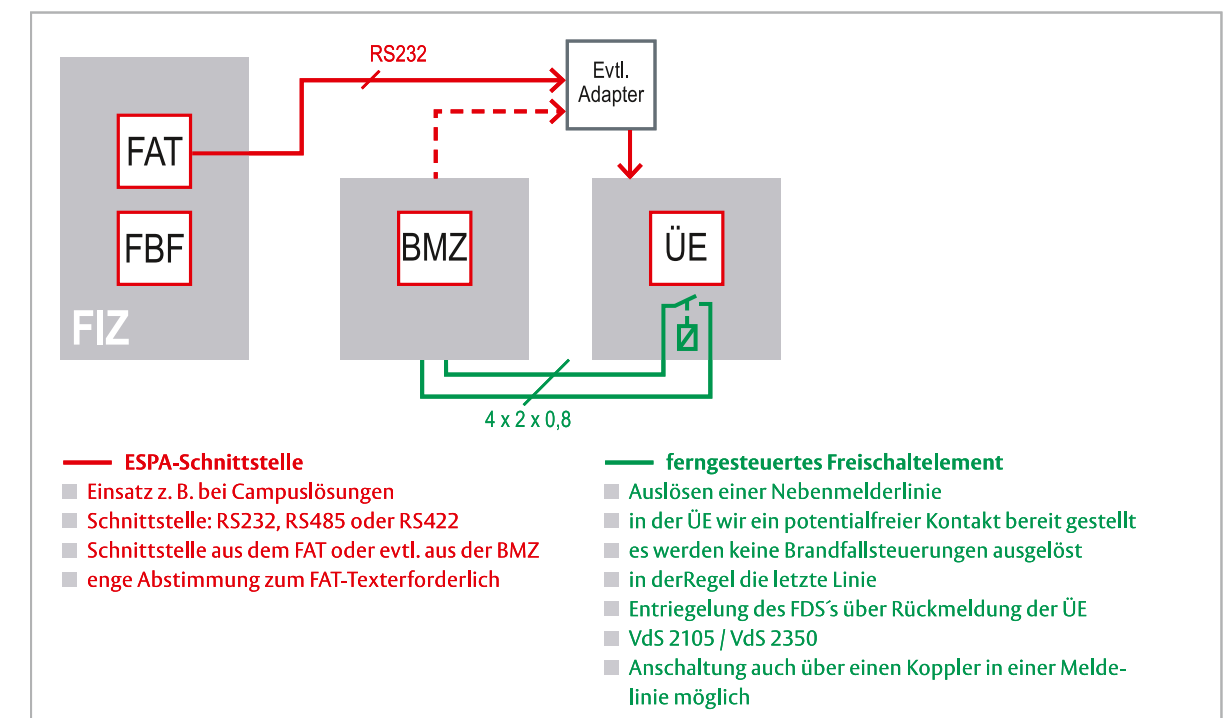 RS232
Evtl.
Adapter
FAT
FBF
BMZ
ÜE
FIZ
4 x 2 x 0,8
ESPA-Schnittstelle
Einsatz z. B. bei Campuslösungen
Schnittstelle: RS232, RS485 oder RS422
Schnittstelle aus dem FAT oder evtl. aus der BMZ
enge Abstimmung zum FAT-Texterforderlich
ferngesteuertes Freischaltelement
Auslösen einer Nebenmelderlinie
in der ÜE wir ein potentialfreier Kontakt bereit gestellt
es werden keine Brandfallsteuerungen ausgelöst
in derRegel die letzte Linie
Entriegelung des FDS´s über Rückmeldung der ÜE
VdS 2105 / VdS 2350
Anschaltung auch über einen Koppler in einer Melde-
linie möglich